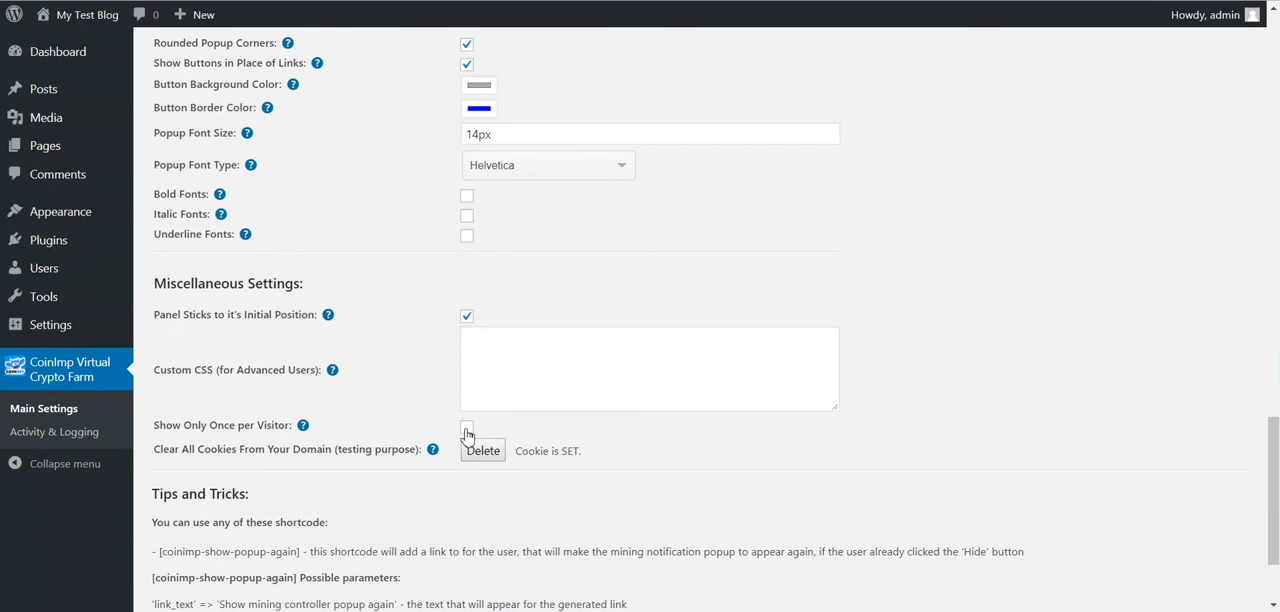 My Test Blog
0
New
Howdy, admin
Dashboard
Posts
Media
Pages
Comments
Appearance
Plugins
Users
Tools
Settings
CoinImp Virtual
Crypto Farm
Main Settings
Activity & Logging
Collapse menu
Rounded Popup Corners: ?
Show Buttons in Place of Links: ?
Button Background Color: ?
Button Border Color: ?
Popup Font Size: ?
14px
Popup Font Type: ?
Helvetica
Bold Fonts: ?
Italic Fonts: ?
Underline Fonts: ?
Miscellaneous Settings:
Panel Sticks to it's Initial Position: ?
Custom CSS (for Advanced Users): ?
Show Only Once per Visitor: ?
Clear All Cookies From Your Domain (testing purpose): ?
Delete
Cookie is SET.
Tips and Tricks:
You can use any of these shortcode:
- [coinimp-show-popup-again] - this shortcode will add a link to for the user, that will make the mining notification popup to appear again, if the user already clicked the 'Hide' button
[coinimp-show-popup-again] Possible parameters:
'link_text' => 'Show mining controller popup again' - the text that will appear for the generated link